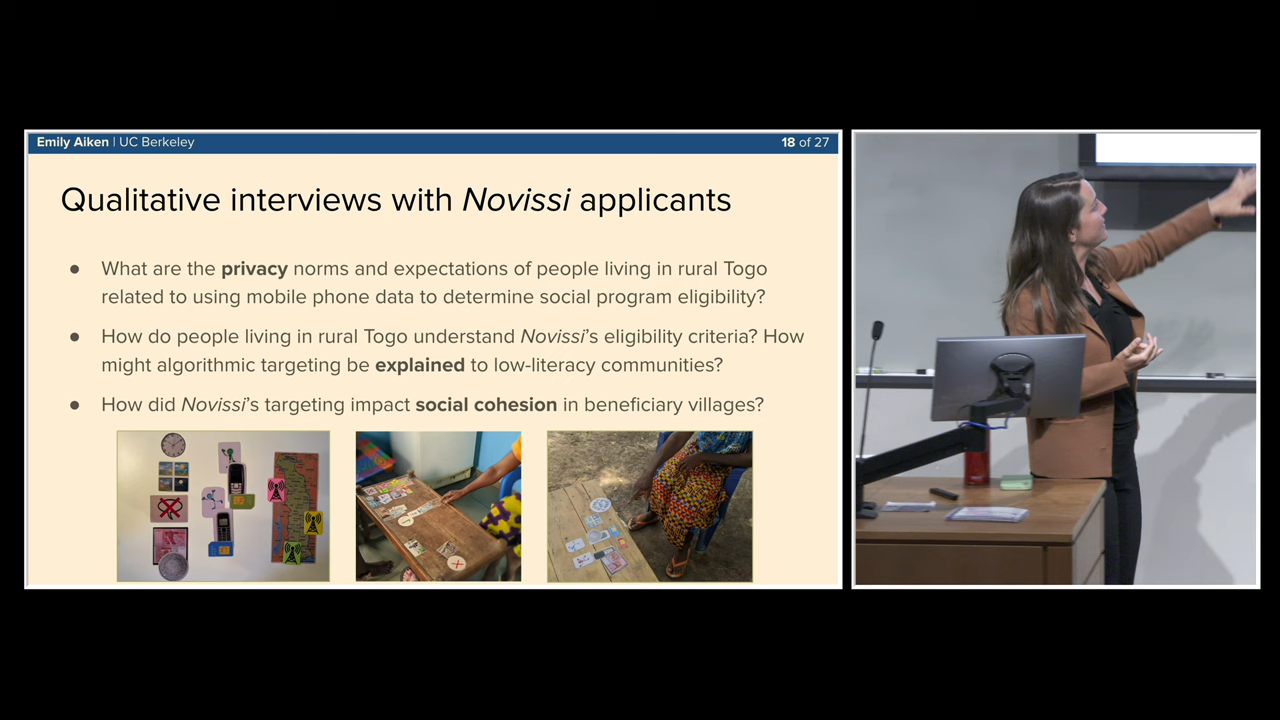 Emily Aiken | UC Berkeley
18 of 27
Qualitative interviews with Novissi applicants
● What are the privacy norms and expectations of people living in rural Togo
related to using mobile phone data to determine social program eligibility?
● How do people living in rural Togo understand Novissi's eligibility criteria? How
might algorithmic targeting be explained to low-literacy communities?
● How did Novissi's targeting impact social cohesion in beneficiary villages?